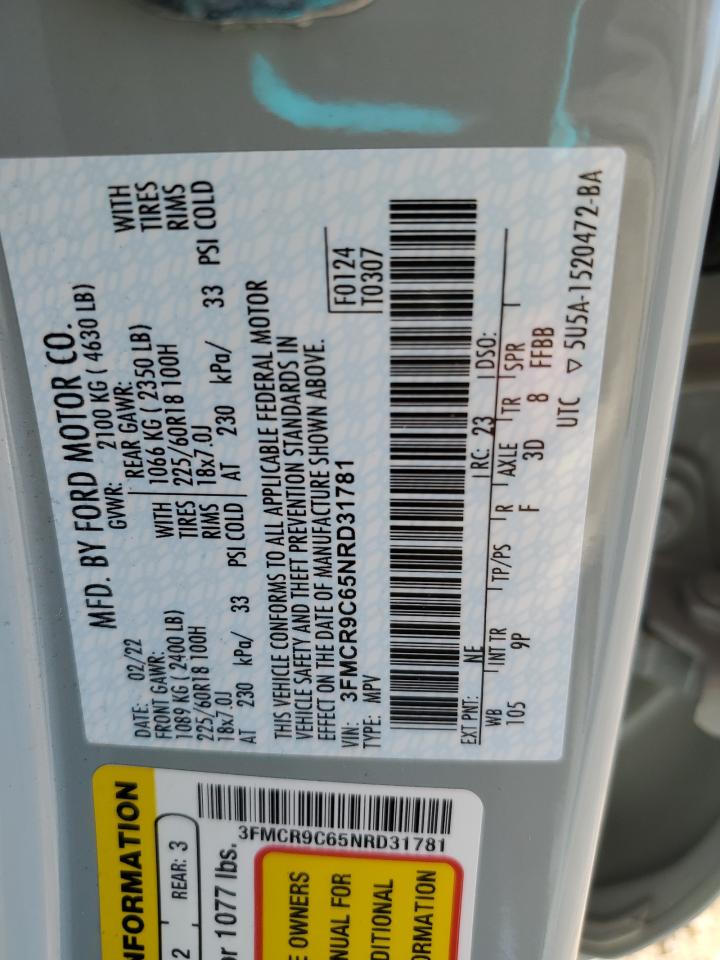 MFD. BY FORD MOTOR CO.
DATE: 02/22
GVWR: 2100 KG ( 4630 LB)
FRONT GAWR:
1089 KG (2400 LB)
WITH
225/60R18 100H
TIRES
18x7.0J
RIMS
AT 230 kPa/ 33 PSI COLD
REAR GAWR:
1066 KG (2350 LB)
WITH
225/60R18 100H
TIRES
18x7.0J
RIMS
AT 230 kPa/ 33 PSI COLD
THIS VEHICLE CONFORMS TO ALL APPLICABLE FEDERAL MOTOR
VEHICLE SAFETY AND THEFT PREVENTION STANDARDS IN
EFFECT ON THE DATE OF MANUFACTURE SHOWN ABOVE.
VIN: 3FMCR9C65NRD31781
TYPE: MPV
F0124
T0307
EXT PNT: NE RC: 23 DSO:
WB INT TR TP/PS R AXLE TR SPR
105 9P F 3D 8 FFBB
UTC ▽ 5U5A-1520472-BA
NFORMATION
2 REAR: 3
or 1077 lbs.
3FMCR9C65NRD31781
E OWNERS
NUAL FOR
DITIONAL
ORMATION